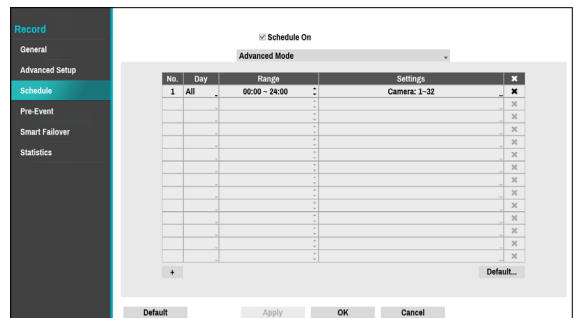 Record
General
Advanced Setup
Schedule
Pre-Event
Smart Failover
Statistics
Schedule On
Advanced Mode
No. Day Range Settings
1 All 00:00 ~ 24:00 Camera: 1~32
+ Default...
Default Apply OK Cancel